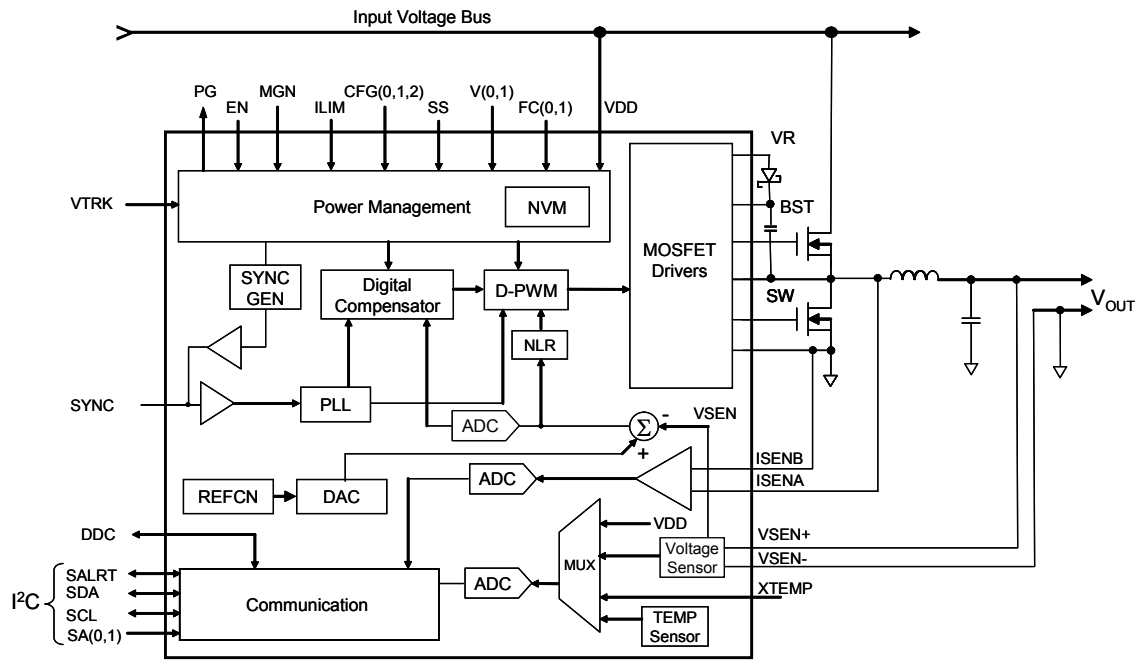 Input Voltage Bus
PG
EN
MGN
ILIM
CFG(0,1,2)
SS
V(0,1)
FC(0,1)
VDD
VR
VTRK
Power Management
NVM
BST
MOSFET
Drivers
SYNC
GEN
Digital
Compensator
D-PWM
SW
VOUT
NLR
SYNC
PLL
ADC
Σ
-
+
VSEN
ISENB
ISENA
REFCN
DAC
ADC
DDC
VDD
VSEN+
VSEN-
Voltage
Sensor
MUX
I²C
SALRT
SDA
SCL
SA(0,1)
Communication
ADC
XTEMP
TEMP
Sensor